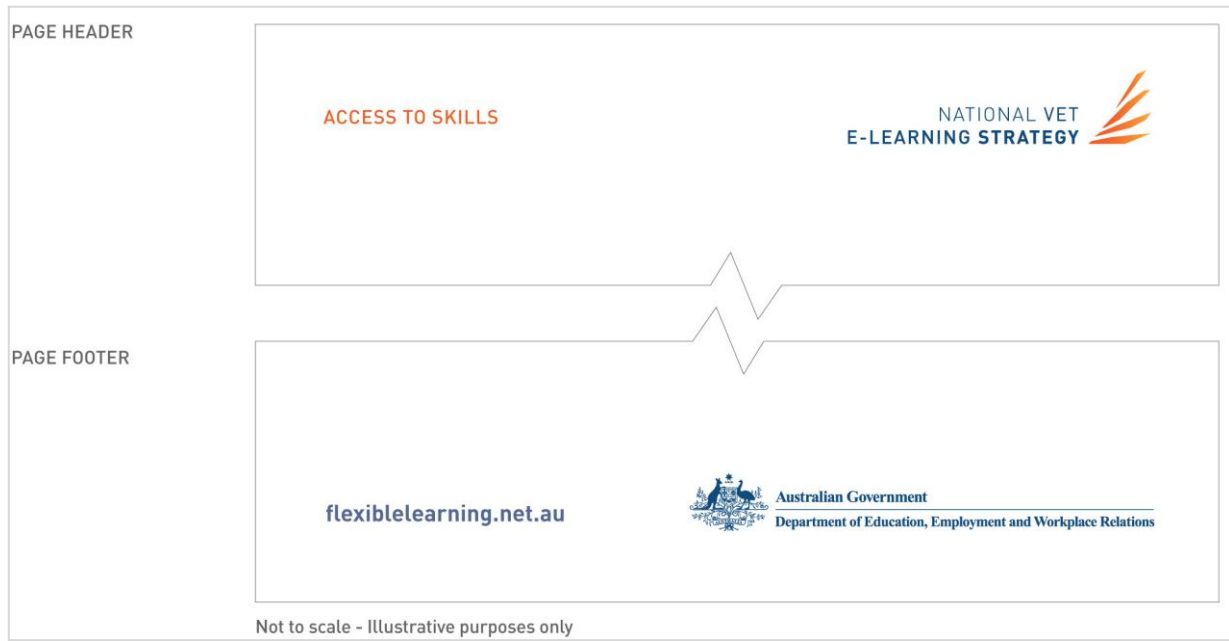 PAGE HEADER
ACCESS TO SKILLS
NATIONAL VET
E-LEARNING STRATEGY
PAGE FOOTER
flexiblelearning.net.au
Australian Government
Department of Education, Employment and Workplace Relations
Not to scale - Illustrative purposes only